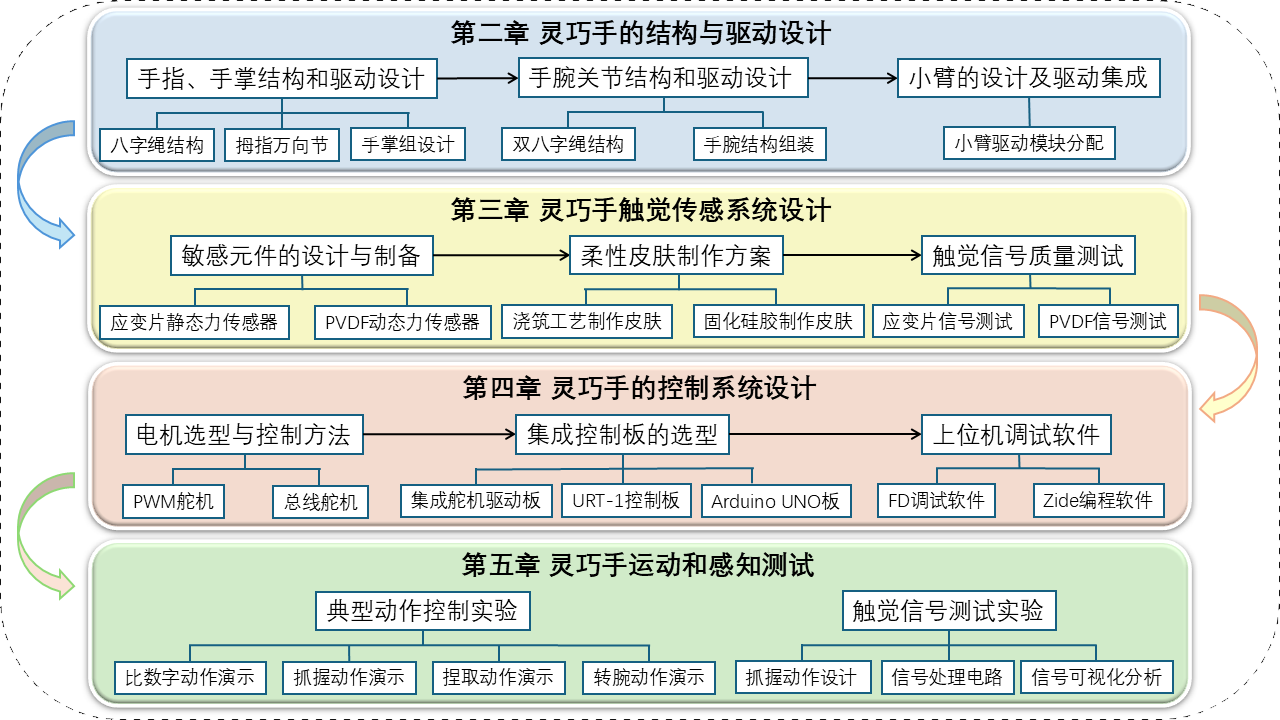 第二章 灵巧手的结构与驱动设计
手指、手掌结构和驱动设计
手腕关节结构和驱动设计
小臂的设计及驱动集成
八字绳结构
拇指万向节
手掌组设计
双八字绳结构
手腕结构组装
小臂驱动模块分配
第三章 灵巧手触觉传感系统设计
敏感元件的设计与制备
柔性皮肤制作方案
触觉信号质量测试
应变片静态力传感器
PVDF动态力传感器
浇筑工艺制作皮肤
固化硅胶制作皮肤
应变片信号测试
PVDF信号测试
第四章 灵巧手的控制系统设计
电机选型与控制方法
集成控制板的选型
上位机调试软件
PWM舵机
总线舵机
集成舵机驱动板
URT-1控制板
Arduino UNO板
FD调试软件
Zide编程软件
第五章 灵巧手运动和感知测试
典型动作控制实验
触觉信号测试实验
比数字动作演示
抓握动作演示
捏取动作演示
转腕动作演示
抓握动作设计
信号处理电路
信号可视化分析